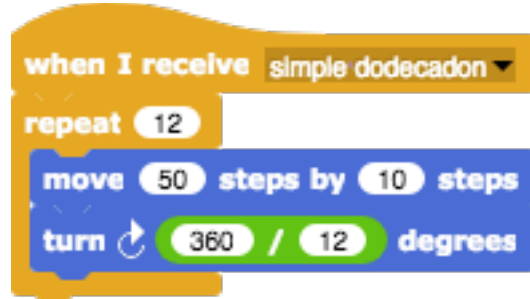 when I receive simple dodecadon
repeat 12
move 50 steps by 10 steps
turn 360 / 12 degrees